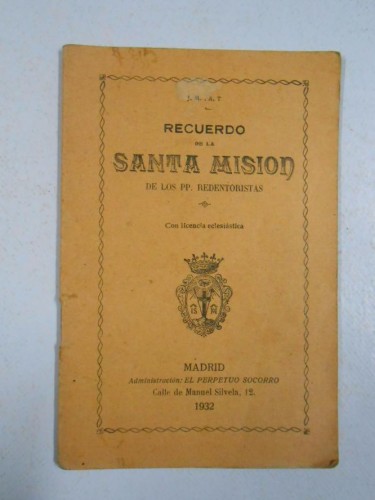 RECUERDO
DE LA
SANTA MISION
DE LOS PP. REDENTORISTAS
Con licencia eclesiástica
MADRID
Administración: EL PERPETUO SOCORRO
Calle de Manuel Silvela, 12.
1932